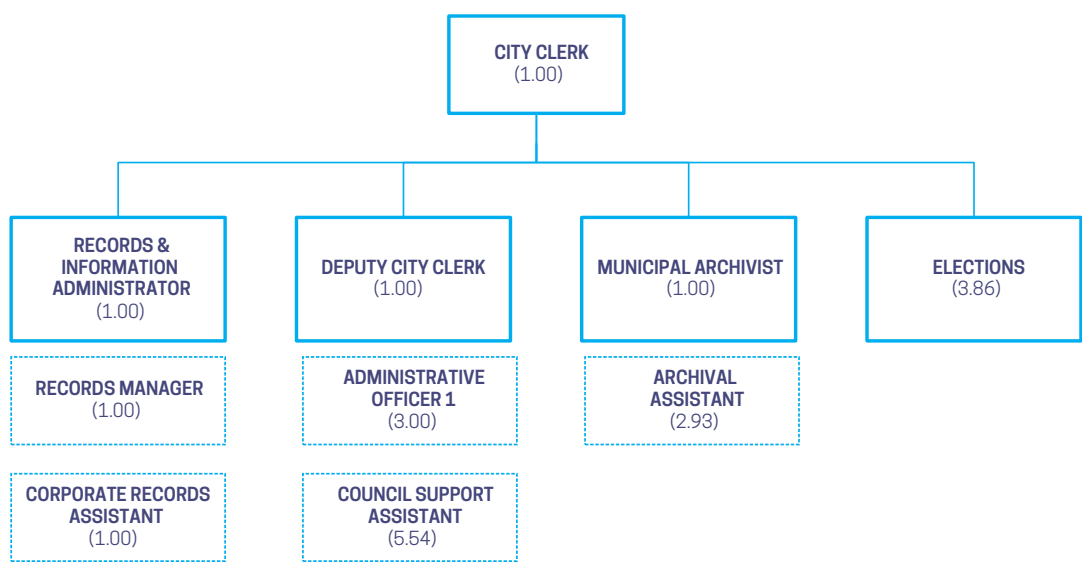 CITY CLERK
(1.00)
RECORDS &
INFORMATION
ADMINISTRATOR
(1.00)
DEPUTY CITY CLERK
(1.00)
MUNICIPAL ARCHIVIST
(1.00)
ELECTIONS
(3.86)
RECORDS MANAGER
(1.00)
ADMINISTRATIVE
OFFICER 1
(3.00)
ARCHIVAL
ASSISTANT
(2.93)
CORPORATE RECORDS
ASSISTANT
(1.00)
COUNCIL SUPPORT
ASSISTANT
(5.54)